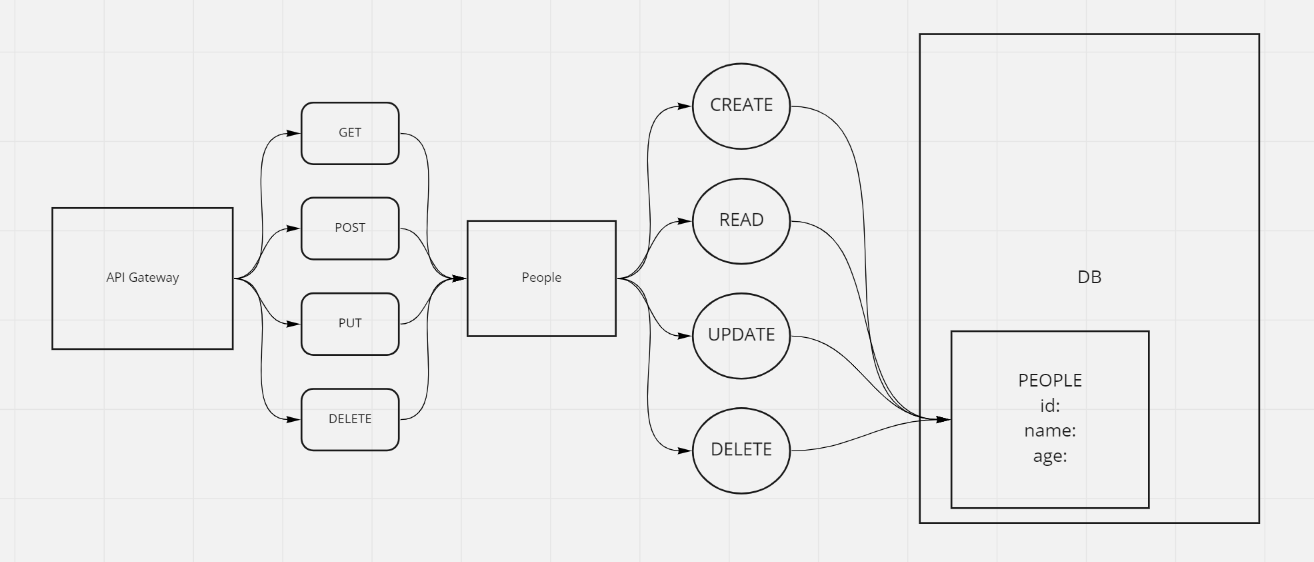 API Gateway
GET
POST
PUT
DELETE
People
CREATE
READ
UPDATE
DELETE
DB
PEOPLE
id:
name:
age: